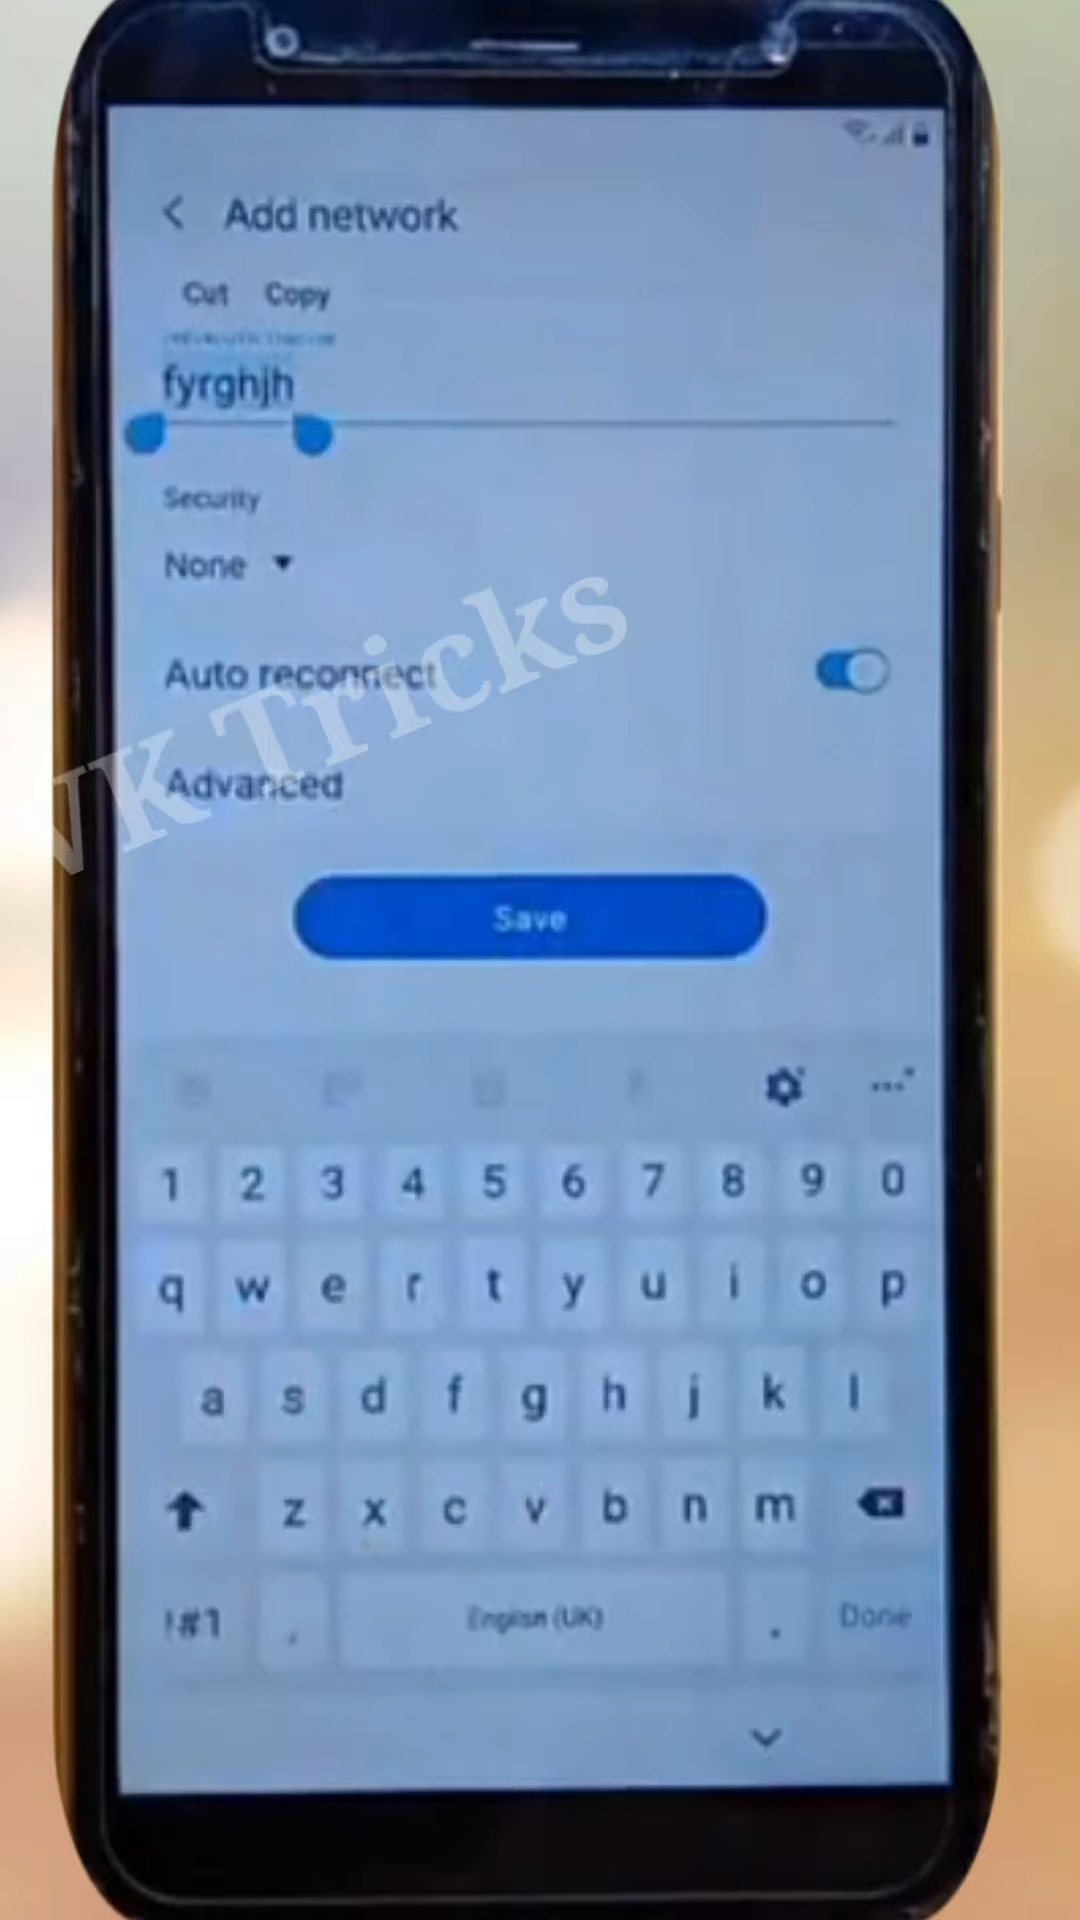 Add network
Cut Copy
fyrghjh
Security
None
Auto reconnect
VK Tricks
Advanced
Save
1 2 3 4 5 6 7 8 9 0
q w e r t y u i o p
a s d f g h j k l
z x c v b n m
!#1 , English (UK) . Done